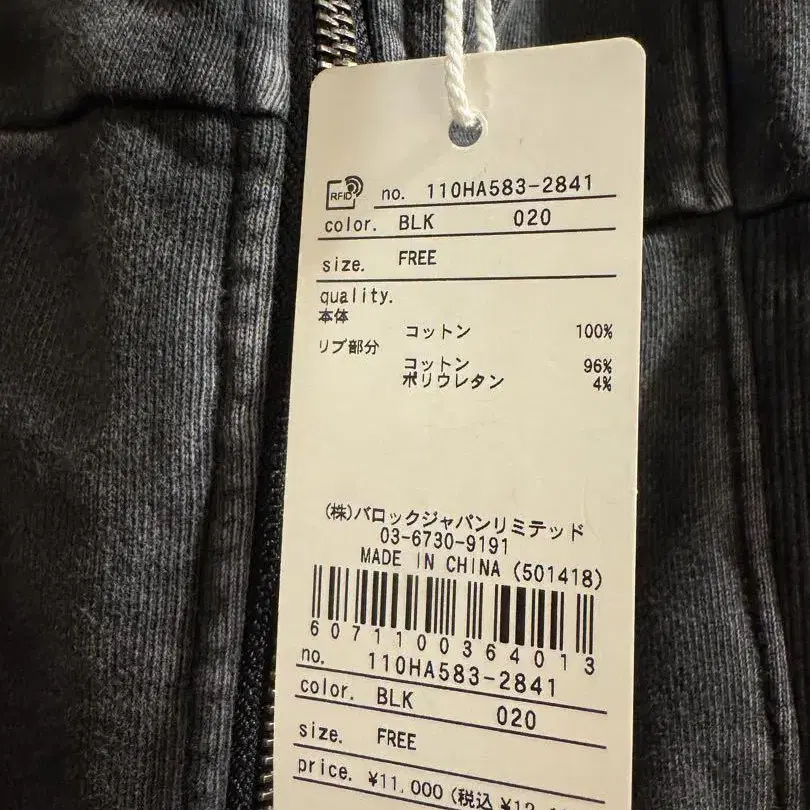 RFID no. 110HA583-2841
color. BLK 020
size. FREE
quality.
本体
コットン 100%
リブ部分
コットン 96%
ポリウレタン 4%
(株)バロックジャパンリミテッド
03-6730-9191
MADE IN CHINA (501418)
6071100364013
no. 110HA583-2841
color. BLK 020
size. FREE
price. ¥11,000 (税込